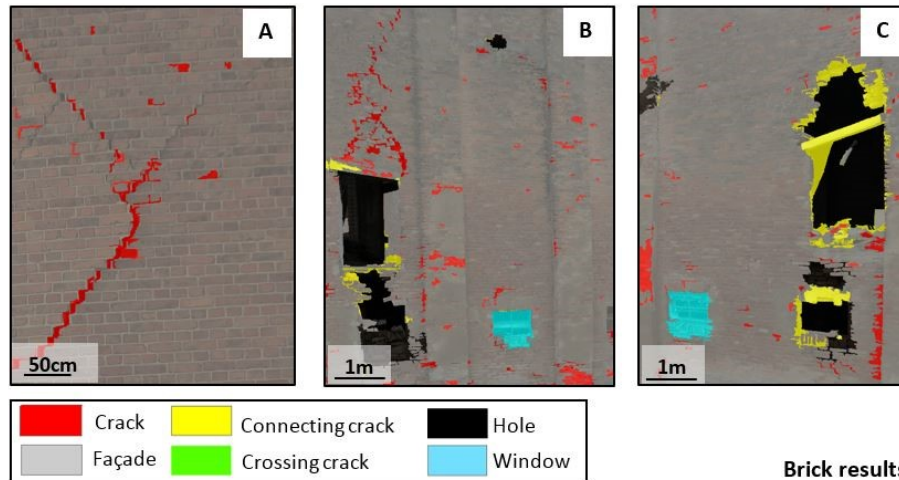 A
B
C
50cm
1m
1m
Crack
Connecting crack
Hole
Façade
Crossing crack
Window
Brick results